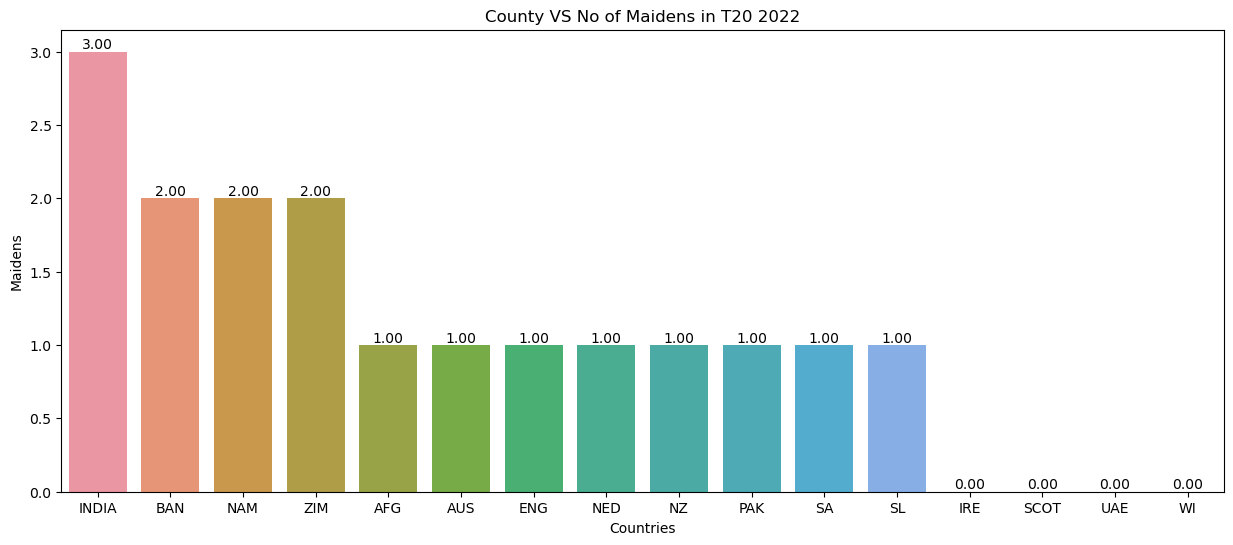 County VS No of Maidens in T20 2022
Maidens
3.0
2.5
2.0
1.5
1.0
0.5
0.0
3.00
2.00 2.00 2.00
1.00 1.00 1.00 1.00 1.00 1.00 1.00 1.00
0.00 0.00 0.00 0.00
INDIA BAN NAM ZIM AFG AUS ENG NED NZ PAK SA SL IRE SCOT UAE WI
Countries